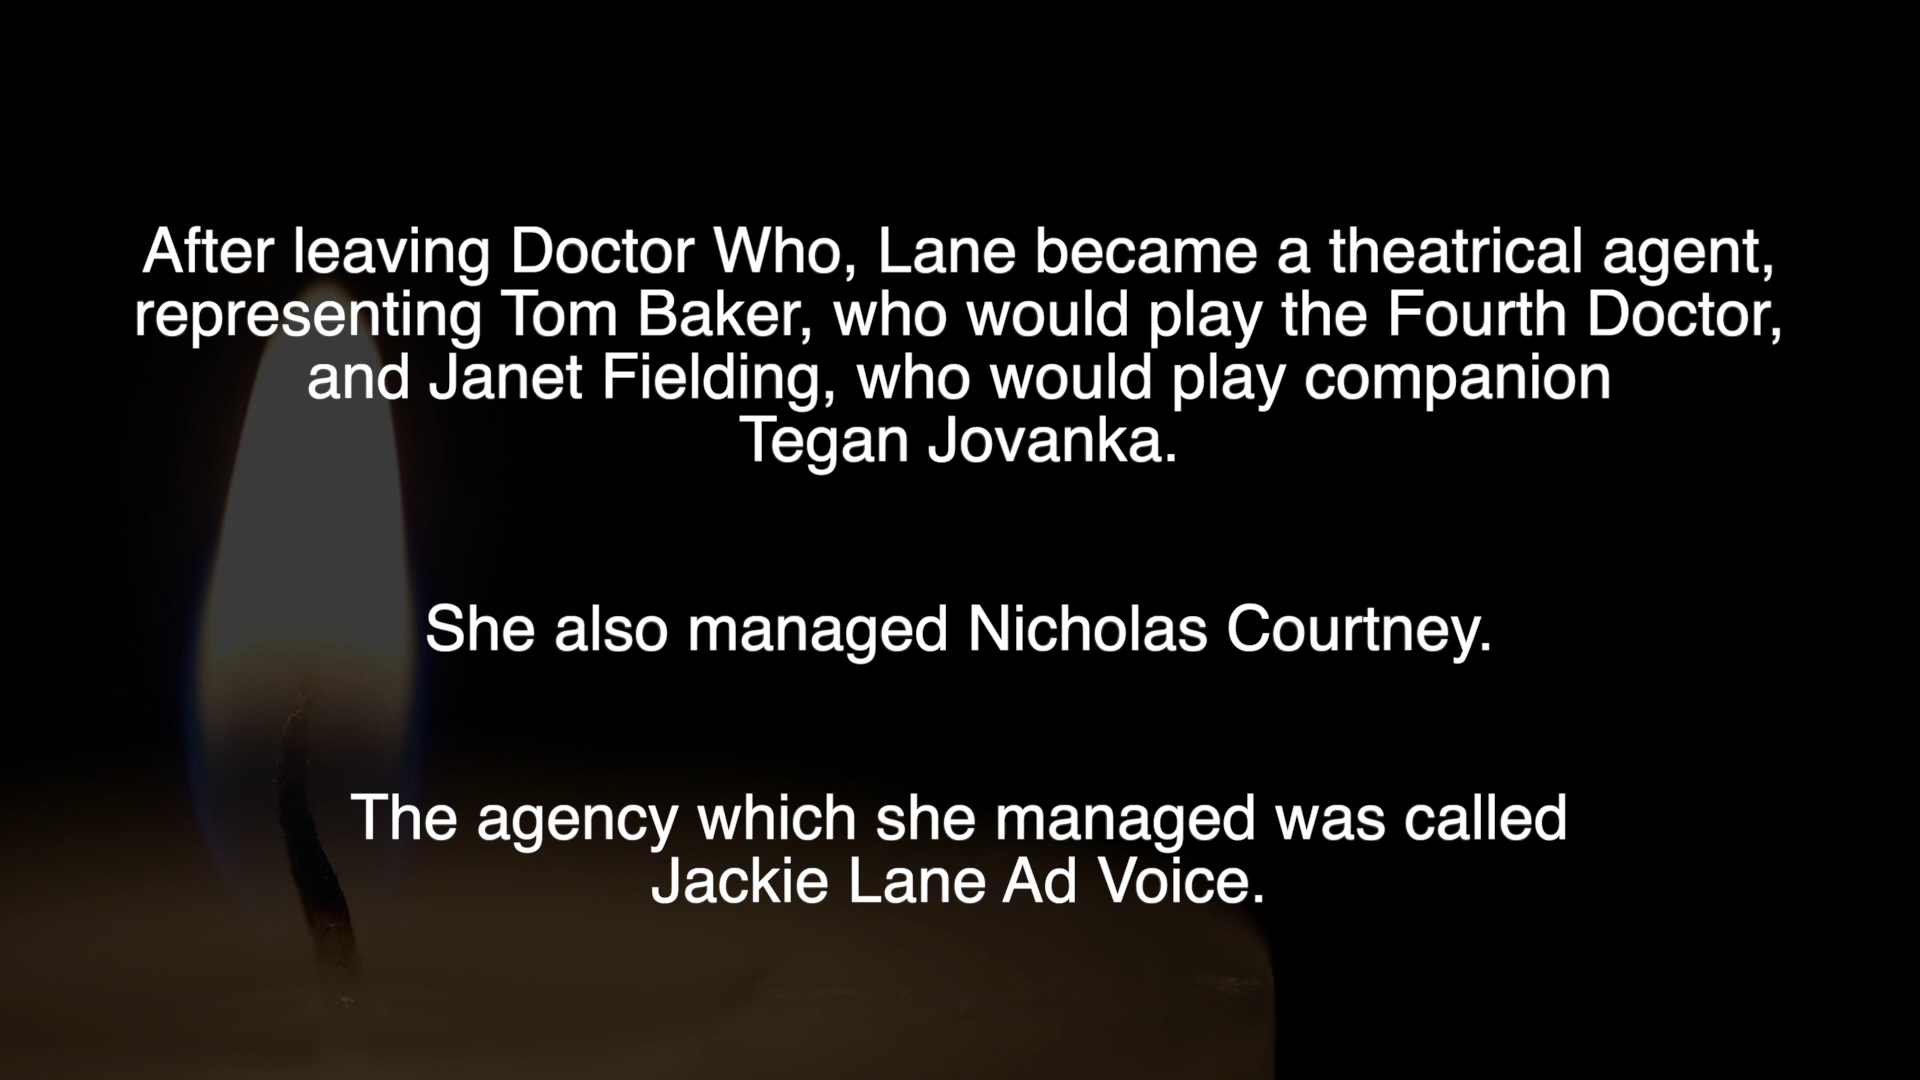 After leaving Doctor Who, Lane became a theatrical agent,
representing Tom Baker, who would play the Fourth Doctor,
and Janet Fielding, who would play companion
Tegan Jovanka.
She also managed Nicholas Courtney.
The agency which she managed was called
Jackie Lane Ad Voice.